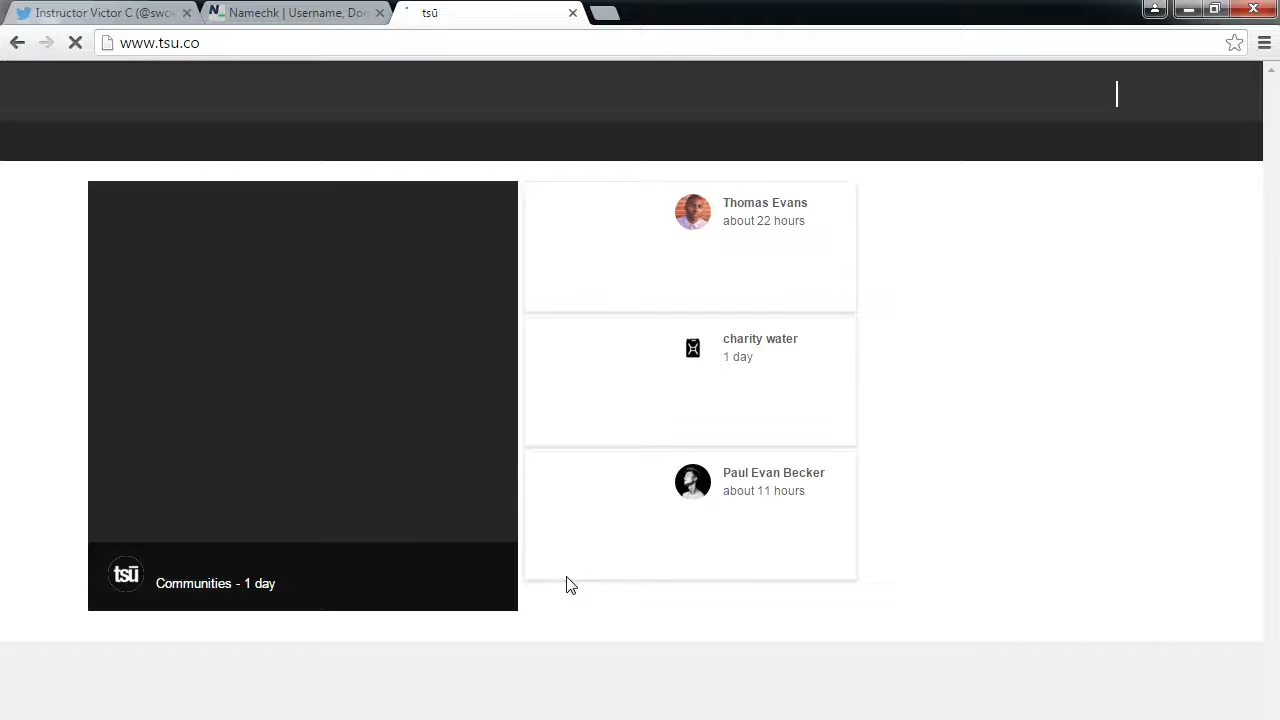 Instructor Victor C (@swc
Namechk | Username, Do
tsū
www.tsu.co
Thomas Evans
about 22 hours
charity water
1 day
Paul Evan Becker
about 11 hours
tsū
Communities - 1 day